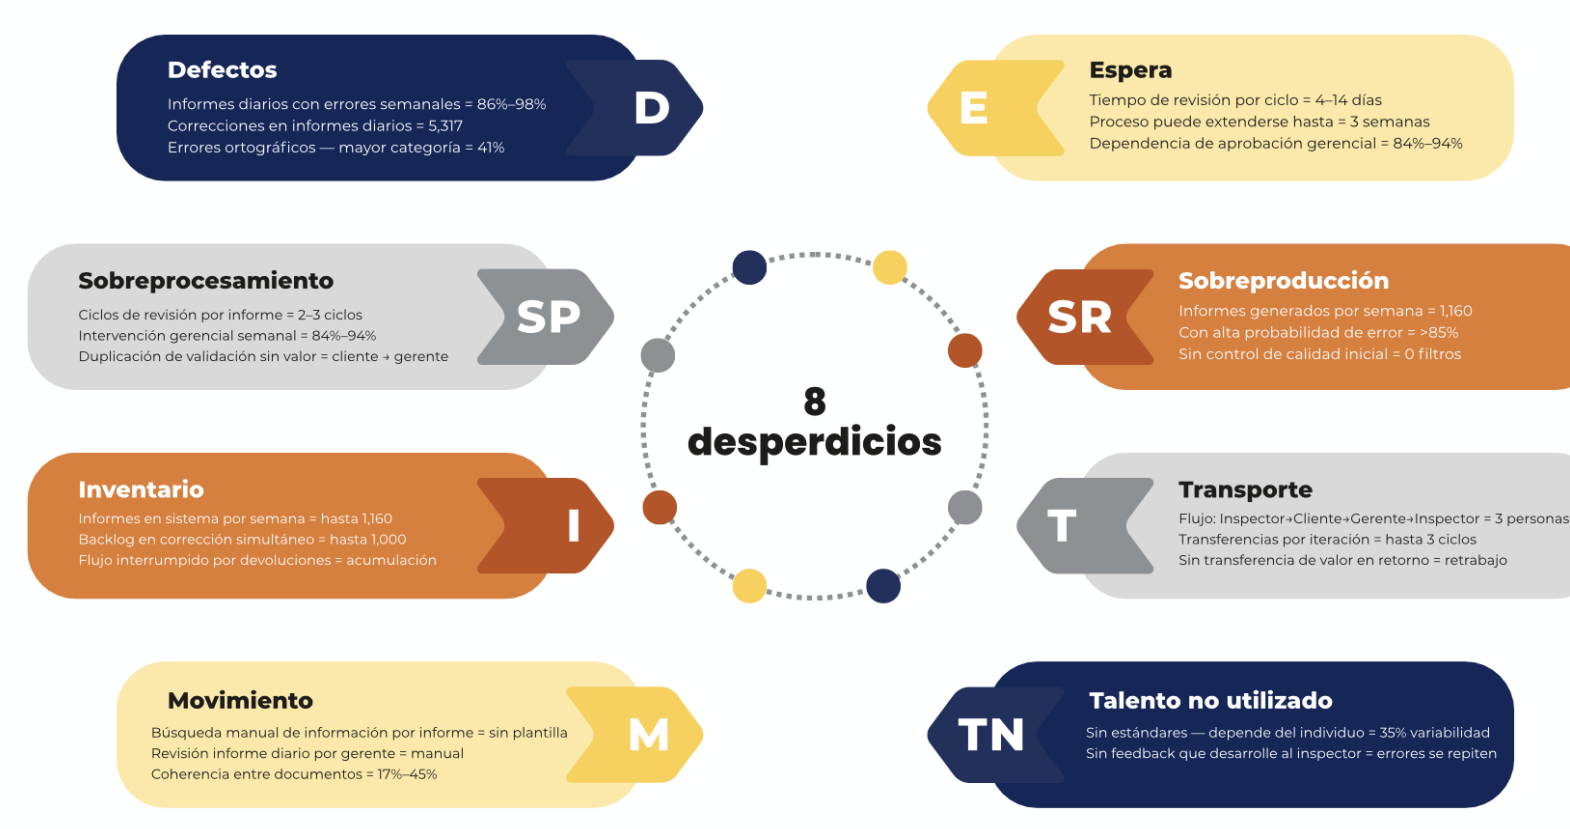 Defectos
Informes diarios con errores semanales = 86%–98%
Correcciones en informes diarios = 5,317
Errores ortográficos — mayor categoría = 41%
D
E
Espera
Tiempo de revisión por ciclo = 4–14 días
Proceso puede extenderse hasta = 3 semanas
Dependencia de aprobación gerencial = 84%–94%
Sobreprocesamiento
Ciclos de revisión por informe = 2–3 ciclos
Intervención gerencial semanal = 84%–94%
Duplicación de validación sin valor = cliente → gerente
SP
SR
Sobreproducción
Informes generados por semana = 1,160
Con alta probabilidad de error = >85%
Sin control de calidad inicial = 0 filtros
8
desperdicios
Inventario
Informes en sistema por semana = hasta 1,160
Backlog en corrección simultáneo = hasta 1,000
Flujo interrumpido por devoluciones = acumulación
I
T
Transporte
Flujo: Inspector→Cliente→Gerente→Inspector = 3 personas
Transferencias por iteración = hasta 3 ciclos
Sin transferencia de valor en retorno = retrabajo
Movimiento
Búsqueda manual de información por informe = sin plantilla
Revisión informe diario por gerente = manual
Coherencia entre documentos = 17%–45%
M
TN
Talento no utilizado
Sin estándares — depende del individuo = 35% variabilidad
Sin feedback que desarrolle al inspector = errores se repiten